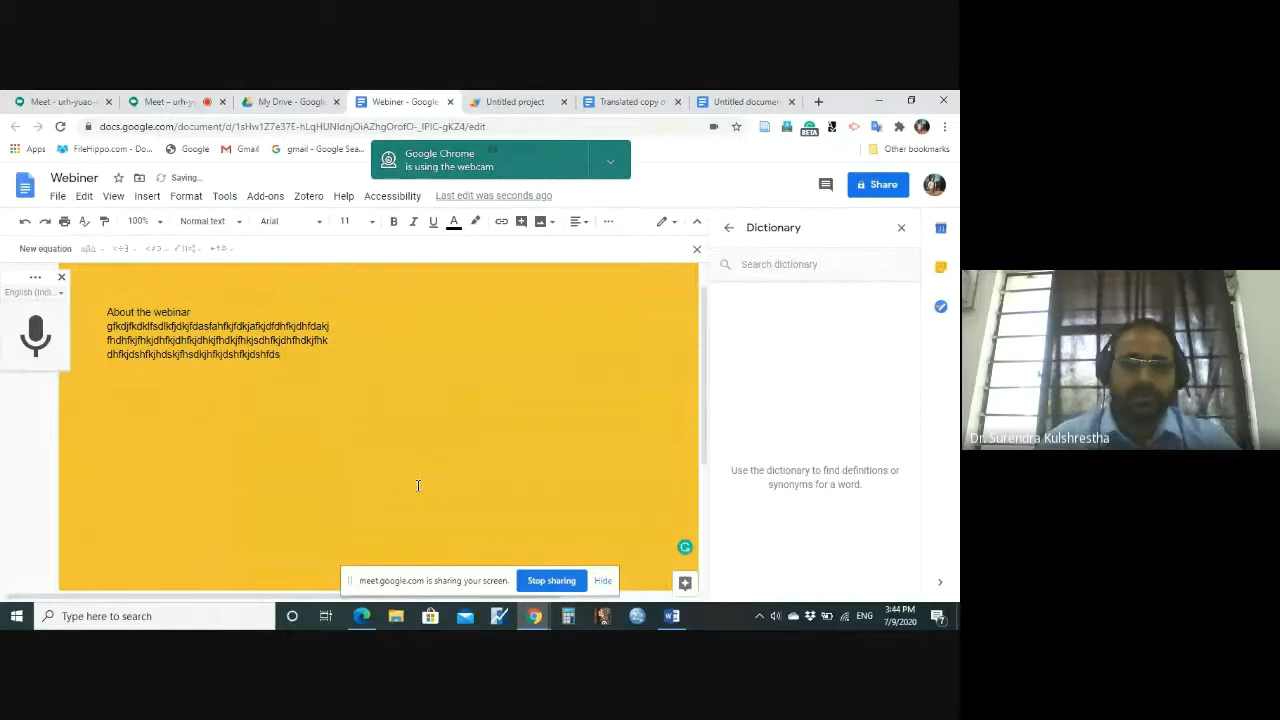 Meet - urh-yuao-
Meet – urh-yu
My Drive - Google
Webiner - Google
Untitled project
Translated copy o
Untitled documen
docs.google.com/document/d/1sHw1Z7e37E-hLqHUNIdnjOiAZhgOrofO-_lPIC-gKZ4/edit
BETA
Apps
FileHippo.com - Do...
Google
Gmail
gmail - Google Sea...
Other bookmarks
Google Chrome
is using the webcam
Webiner
Saving...
File Edit View Insert Format Tools Add-ons Zotero Help Accessibility
Last edit was seconds ago
Share
100% Normal text Arial 11 B I U A
New equation
Dictionary
Search dictionary
English (Indi...
About the webinar
gfkdjfkdklfsdlkfjdkjfdasfahfkjfdkjafkjdfdhfkjdhfdakj
fhdhfkjfhkjdhfkjdhfkjdhkjfhdkjfhkjsdhfkjdhfhdkjfhk
dhfkjdshfkjhdskjfhsdkjhfkjdshfkjdshfds
Use the dictionary to find definitions or
synonyms for a word.
Dr. Surendra Kulshrestha
meet.google.com is sharing your screen.
Stop sharing
Hide
Type here to search
ENG
3:44 PM
7/9/2020
7